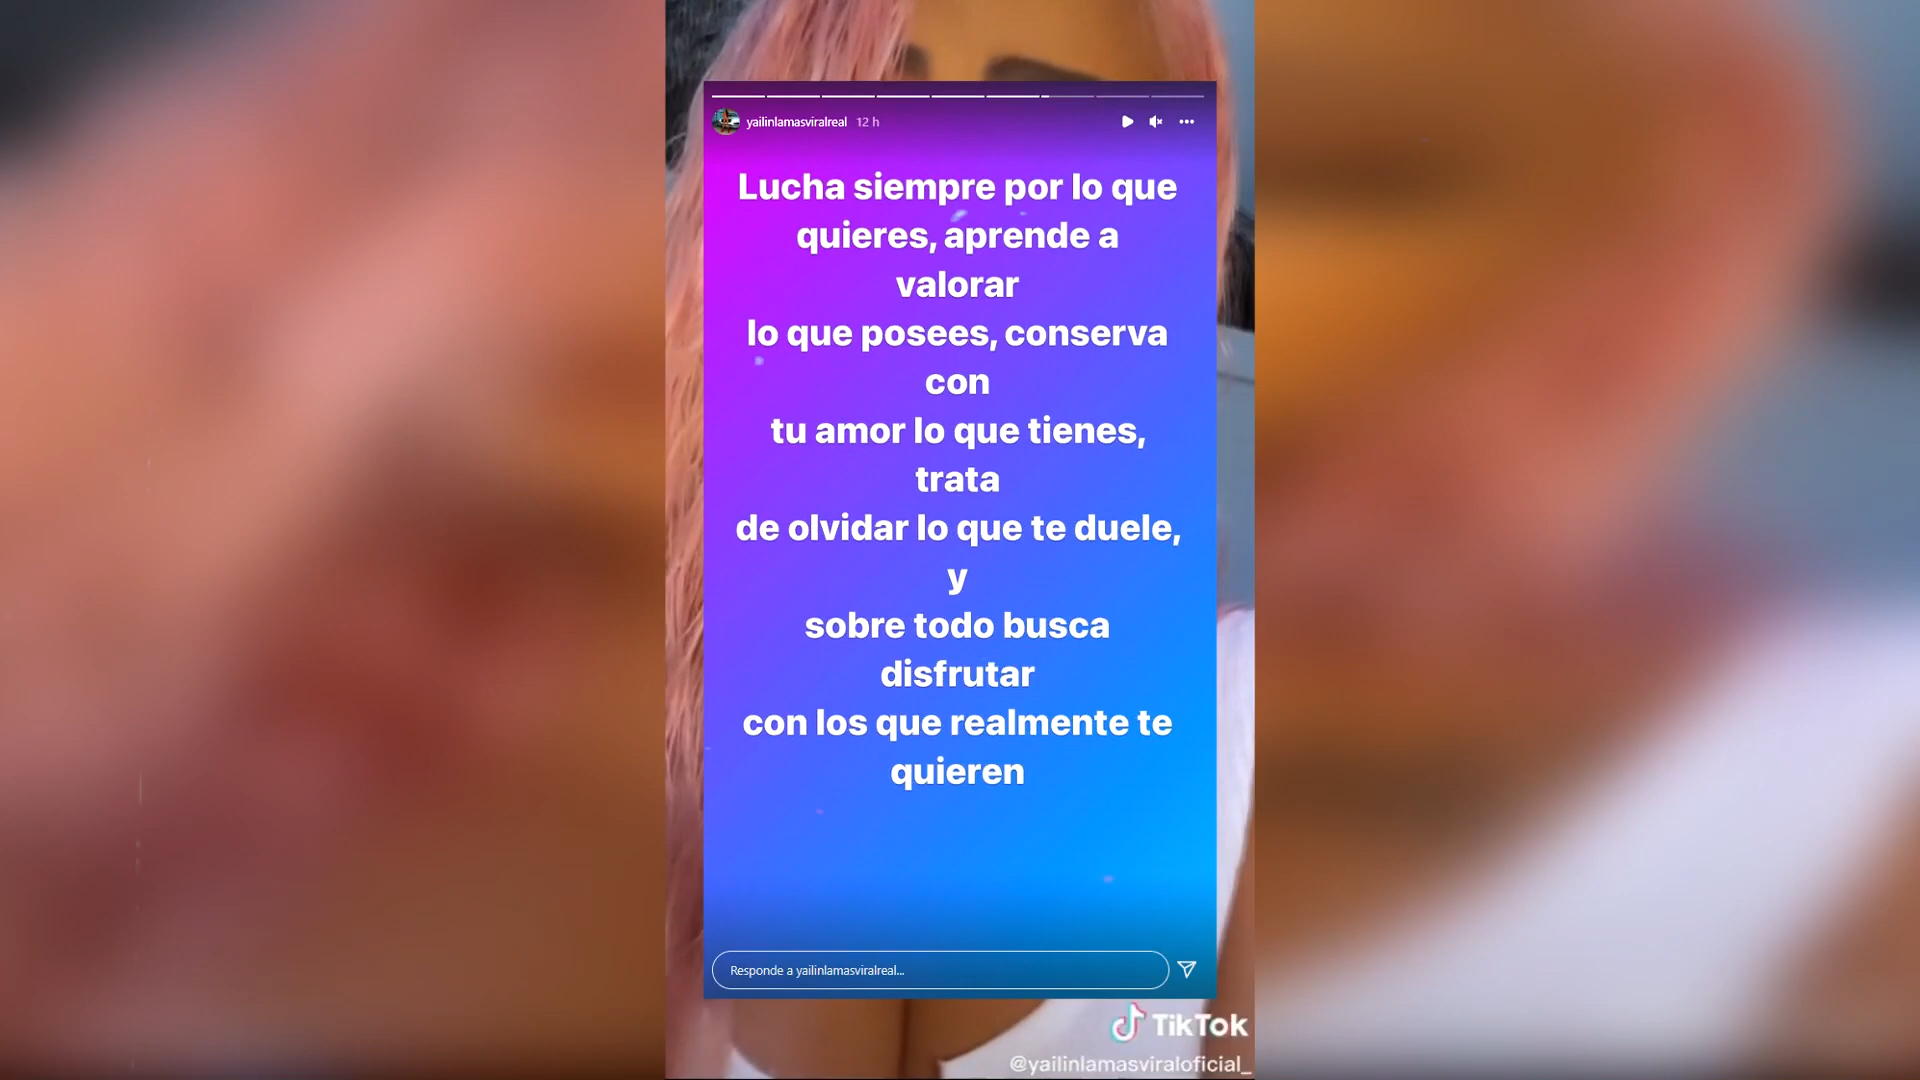 yailinlamasviralreal 12 h
Lucha siempre por lo que
quieres, aprende a
valorar
lo que posees, conserva
con
tu amor lo que tienes,
trata
de olvidar lo que te duele,
y
sobre todo busca
disfrutar
con los que realmente te
quieren
Responde a yailinlamasviralreal...
TikTok
@yailinlamasviraloficial_